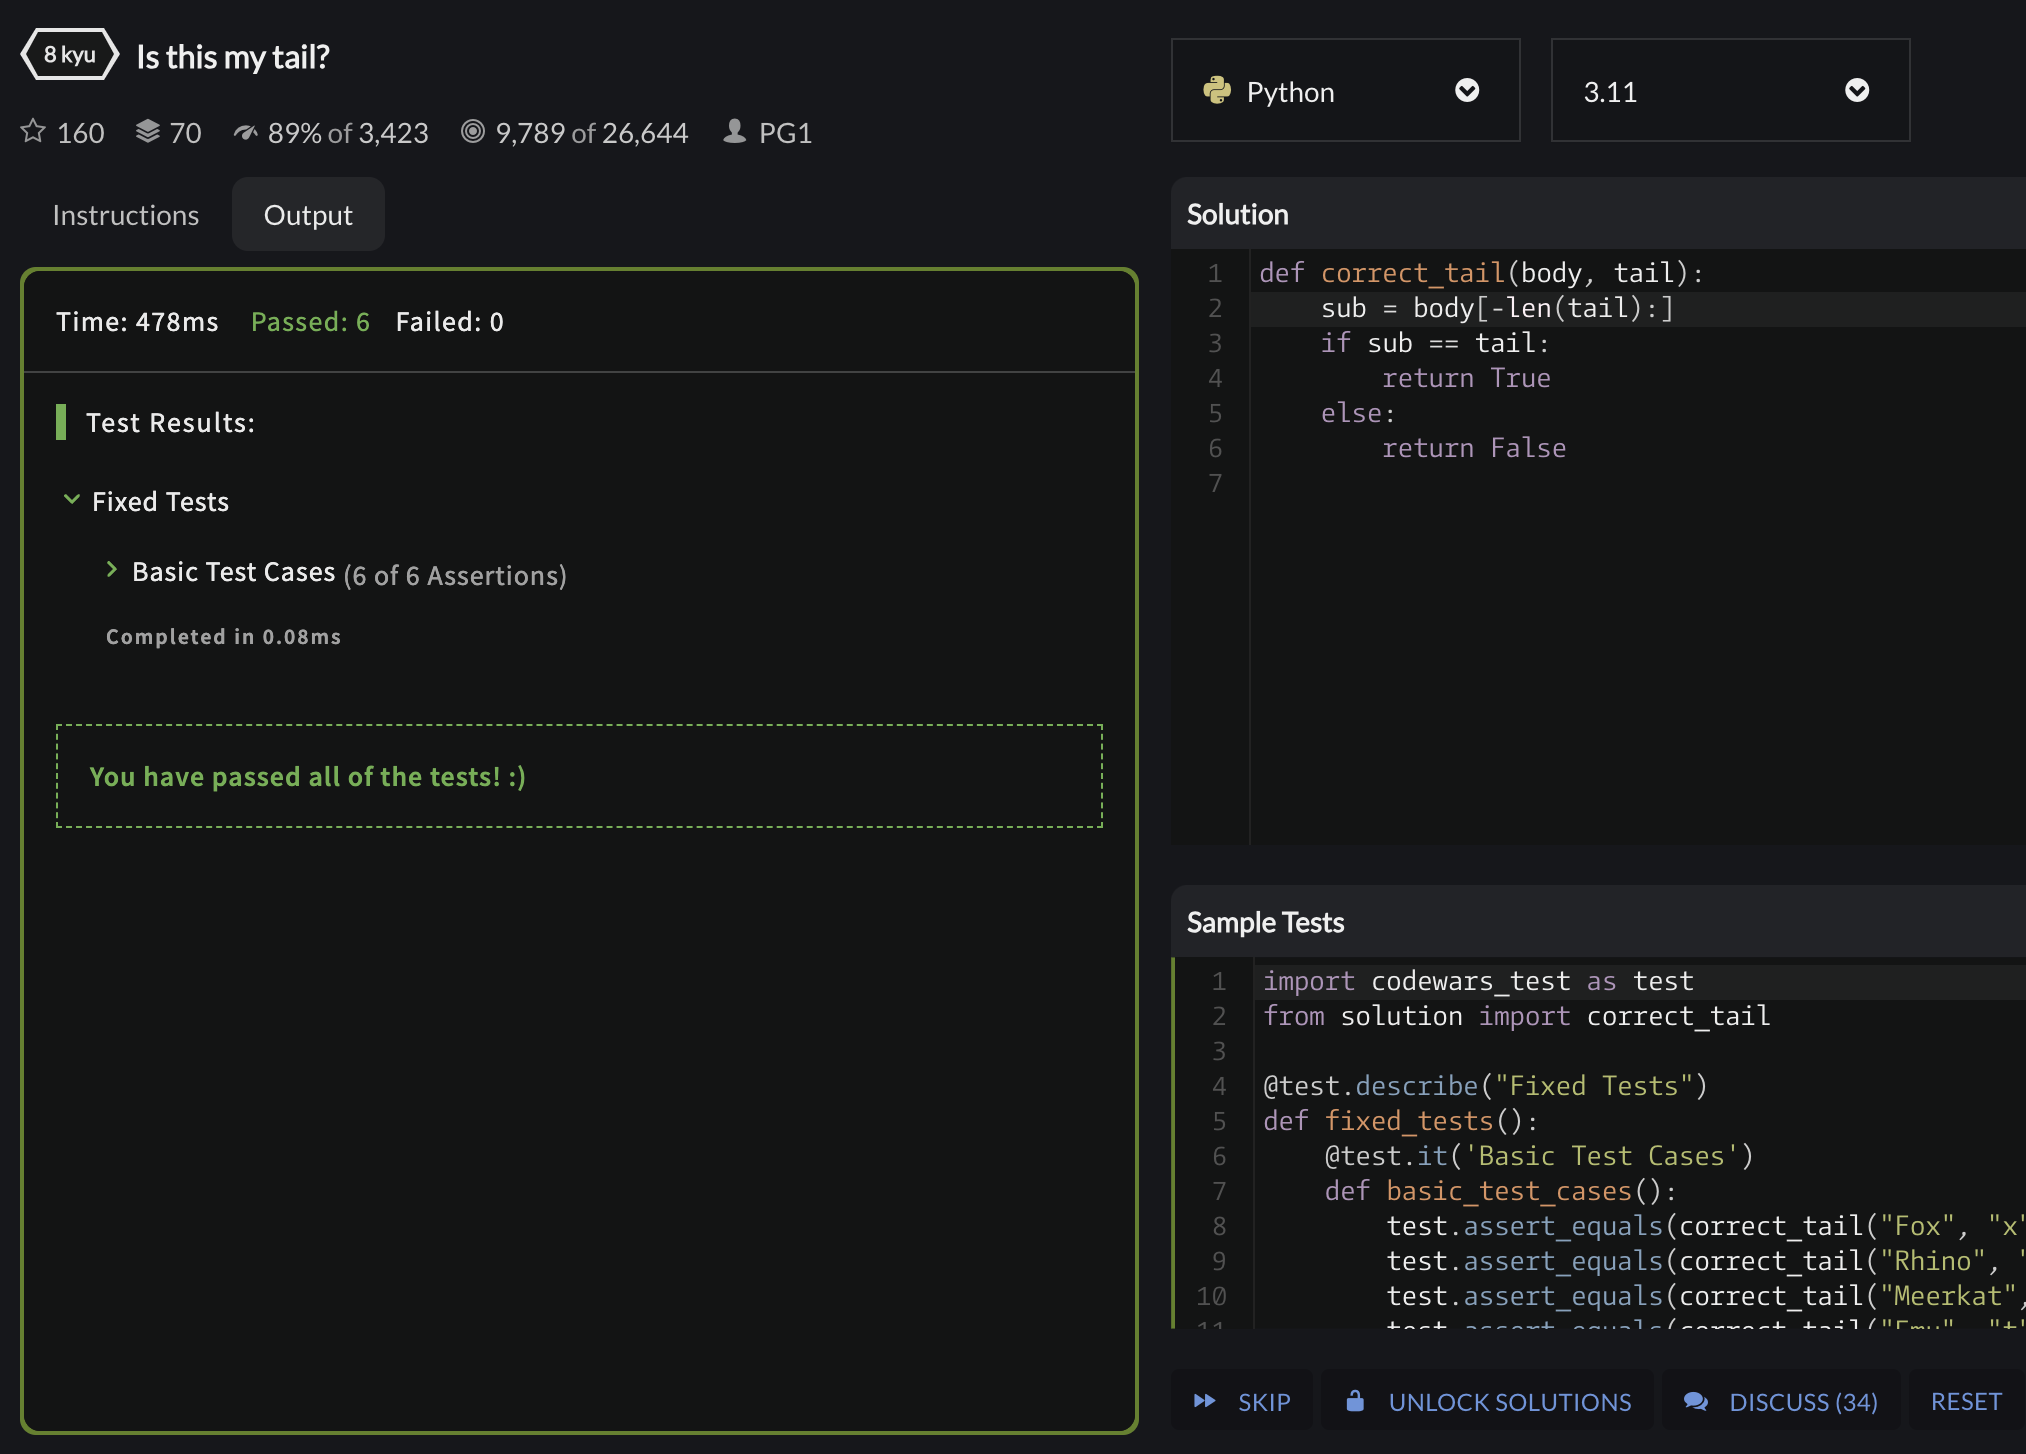 8 kyu Is this my tail?
160 70 89% of 3,423 9,789 of 26,644 PG1
Instructions Output
Time: 478ms Passed: 6 Failed: 0
Test Results:
Fixed Tests
Basic Test Cases (6 of 6 Assertions)
Completed in 0.08ms
You have passed all of the tests! :)
Python 3.11
Solution
1 def correct_tail(body, tail):
2     sub = body[-len(tail):]
3     if sub == tail:
4         return True
5     else:
6         return False
7
Sample Tests
1 import codewars_test as test
2 from solution import correct_tail
3
4 @test.describe("Fixed Tests")
5 def fixed_tests():
6     @test.it('Basic Test Cases')
7     def basic_test_cases():
8         test.assert_equals(correct_tail("Fox", "x"
9         test.assert_equals(correct_tail("Rhino", "
10         test.assert_equals(correct_tail("Meerkat",
11         test.assert_equals(correct_tail("Emu", "t"
SKIP UNLOCK SOLUTIONS DISCUSS (34) RESET